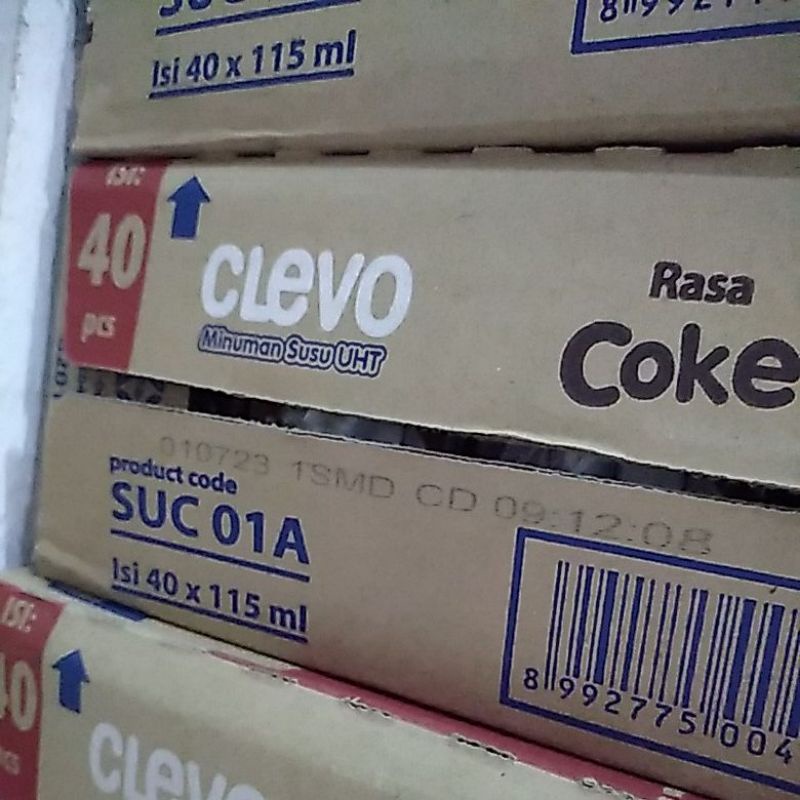 Isi 40 x 115 ml
ISI:
40
pcs
CLEVO
Minuman Susu UHT
Rasa
Coke
010723 1SMD CD 09:12:08
product code
SUC 01A
Isi 40 x 115 ml
8 992775 004
ISI:
40
CLEVO